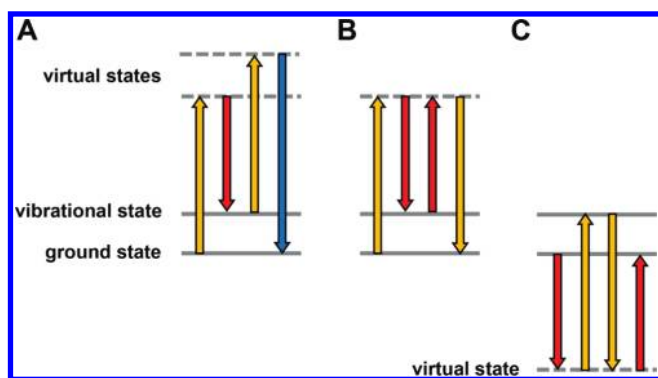 A
B
C
virtual states
vibrational state
ground state
virtual state